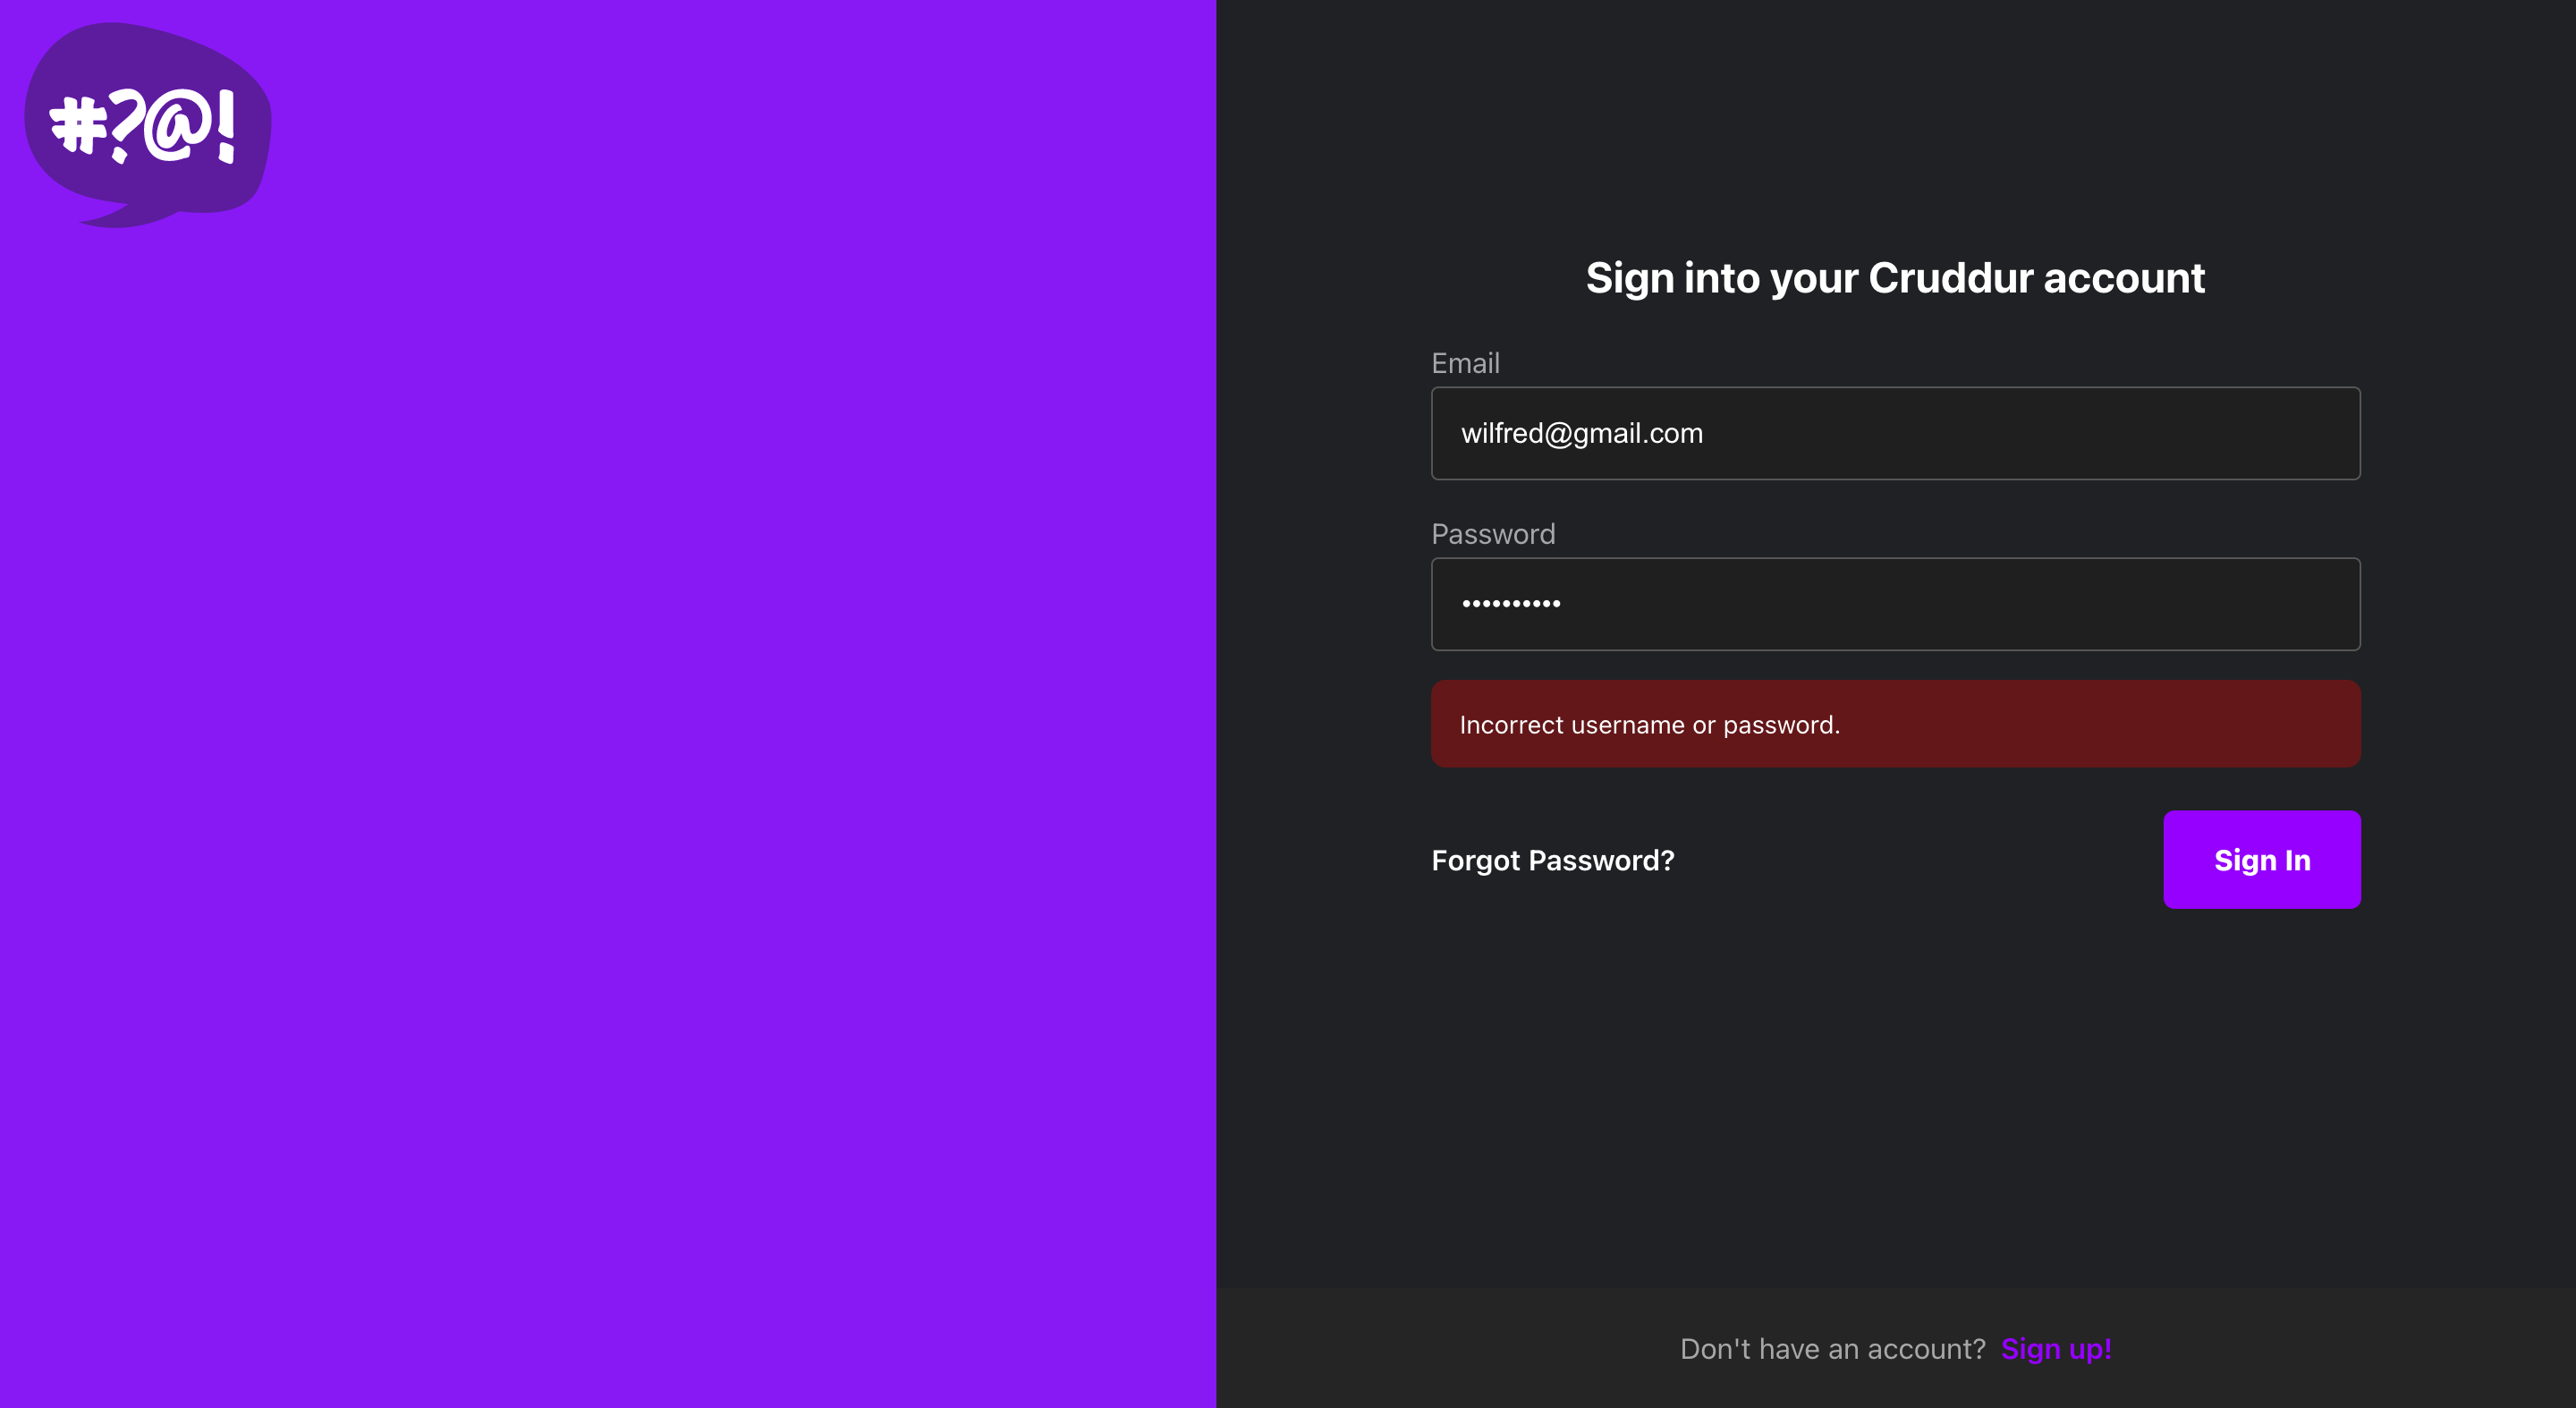 #?@!
Sign into your Cruddur account
Email
wilfred@gmail.com
Password
••••••••••
Incorrect username or password.
Forgot Password?
Sign In
Don't have an account? Sign up!